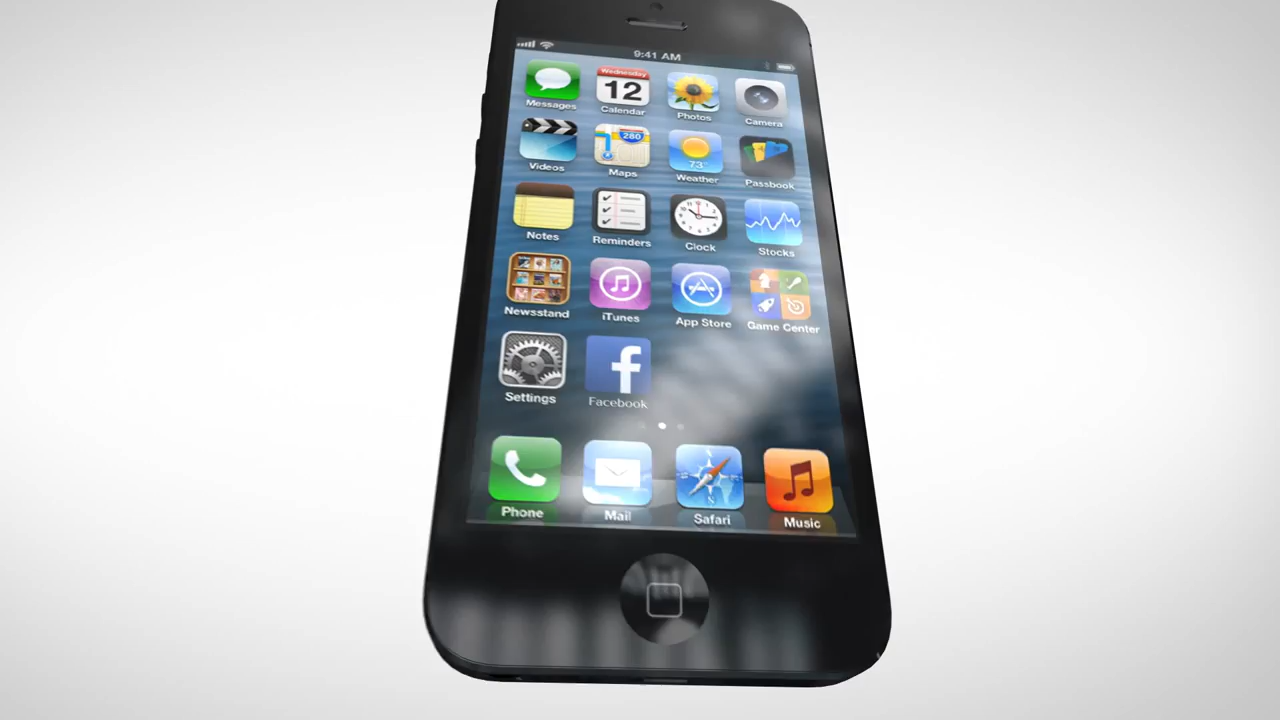 9:41 AM
Wednesday
12
Messages
Calendar
Photos
Camera
280
73°
Videos
Maps
Weather
Passbook
Notes
Reminders
Clock
Stocks
Newsstand
iTunes
App Store
Game Center
f
Settings
Facebook
N
Phone
Mail
Safari
Music